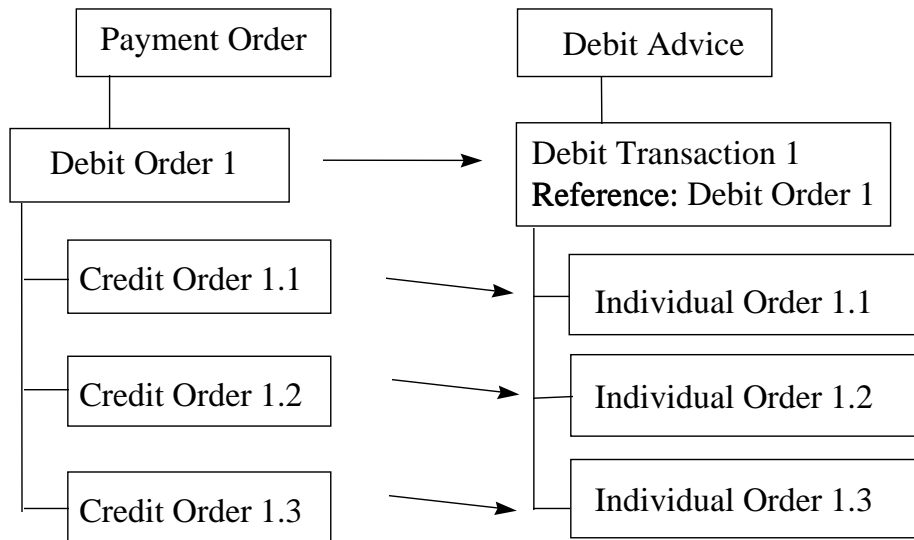 Payment Order
Debit Advice
Debit Order 1
Debit Transaction 1
Reference: Debit Order 1
Credit Order 1.1
Individual Order 1.1
Credit Order 1.2
Individual Order 1.2
Credit Order 1.3
Individual Order 1.3